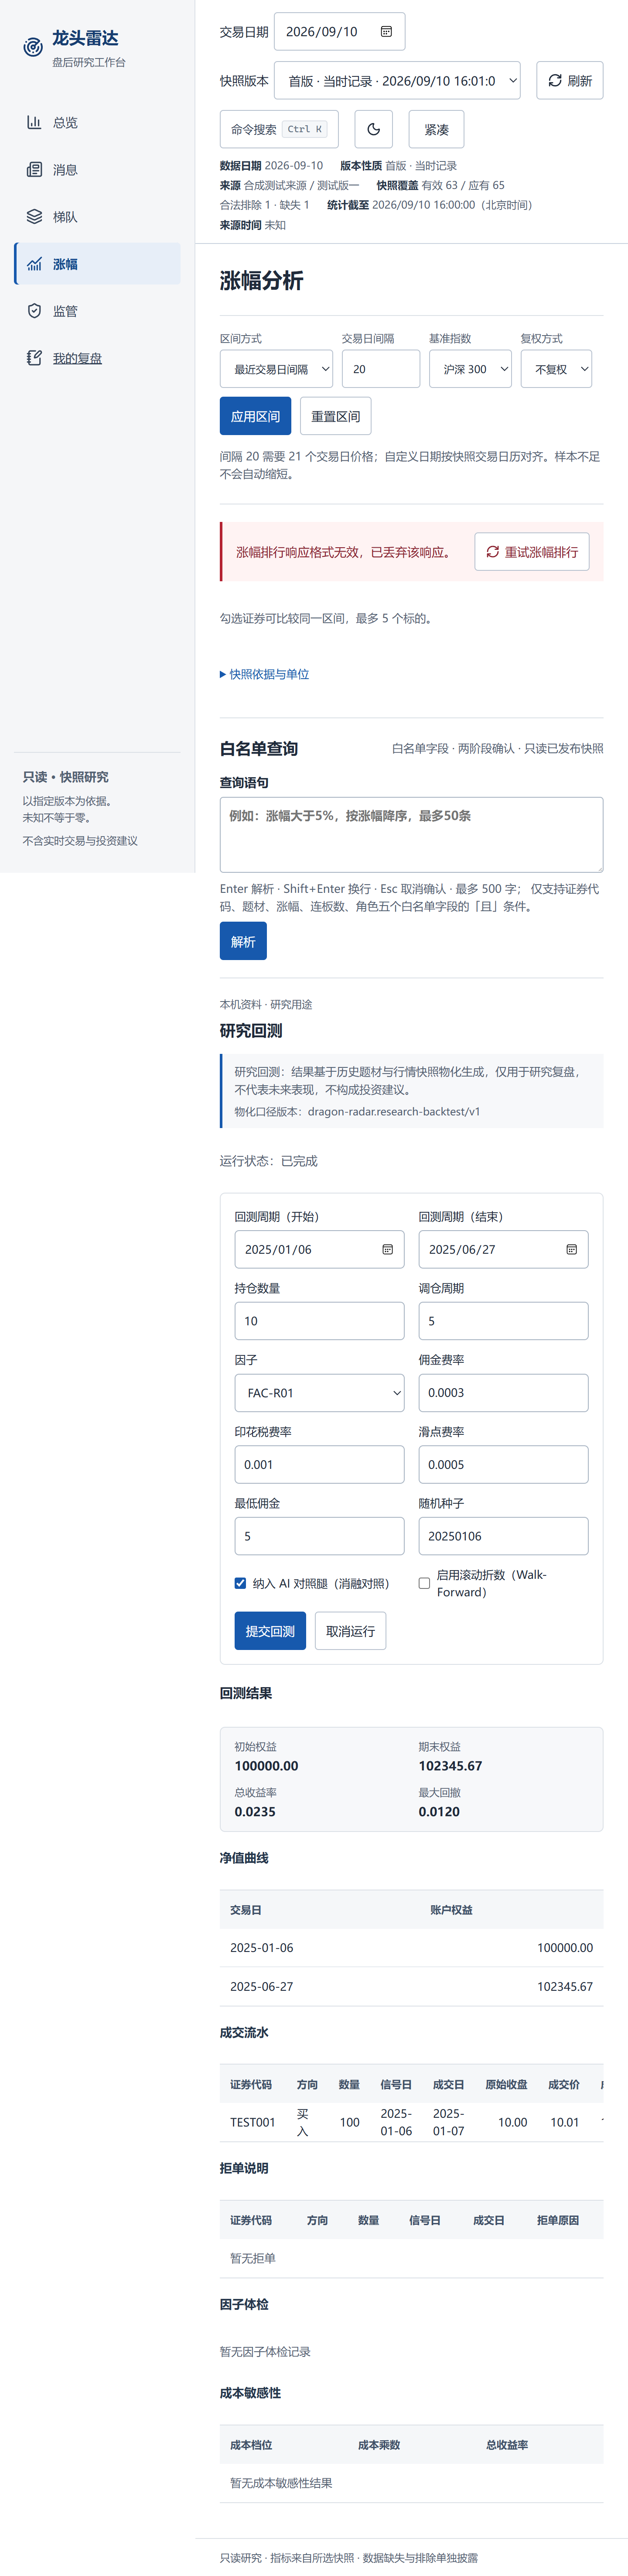 龙头雷达
盘后研究工作台
总览
消息
梯队
涨幅
监管
我的复盘
只读 · 快照研究
以指定版本为依据。
未知不等于零。
不含实时交易与投资建议
交易日期 2026/09/10
快照版本 首版 · 当时记录 · 2026/09/10 16:01:0 刷新
命令搜索 Ctrl K 紧凑
数据日期 2026-09-10 版本性质 首版 · 当时记录
来源 合成测试来源 / 测试版一 快照覆盖 有效 63 / 应有 65
合法排除 1 · 缺失 1 统计截至 2026/09/10 16:00:00（北京时间）
来源时间 未知
涨幅分析
区间方式 交易日间隔 基准指数 复权方式
最近交易日间隔 20 沪深 300 不复权
应用区间 重置区间
间隔 20 需要 21 个交易日价格；自定义日期按快照交易日历对齐。样本不足
不会自动缩短。
涨幅排行响应格式无效，已丢弃该响应。 重试涨幅排行
勾选证券可比较同一区间，最多 5 个标的。
快照依据与单位
白名单查询 白名单字段 · 两阶段确认 · 只读已发布快照
查询语句
例如：涨幅大于5%，按涨幅降序，最多50条
Enter 解析 · Shift+Enter 换行 · Esc 取消确认 · 最多 500 字； 仅支持证券代
码、题材、涨幅、连板数、角色五个白名单字段的「且」条件。
解析
本机资料 · 研究用途
研究回测
研究回测：结果基于历史题材与行情快照物化生成，仅用于研究复盘，
不代表未来表现，不构成投资建议。
物化口径版本：dragon-radar.research-backtest/v1
运行状态：已完成
回测周期（开始） 回测周期（结束）
2025/01/06 2025/06/27
持仓数量 调仓周期
10 5
因子 佣金费率
FAC-R01 0.0003
印花税费率 滑点费率
0.001 0.0005
最低佣金 随机种子
5 20250106
纳入 AI 对照腿（消融对照） 启用滚动折数（Walk-
Forward）
提交回测 取消运行
回测结果
初始权益 期末权益
100000.00 102345.67
总收益率 最大回撤
0.0235 0.0120
净值曲线
交易日 账户权益
2025-01-06 100000.00
2025-06-27 102345.67
成交流水
证券代码 方向 数量 信号日 成交日 原始收盘 成交价
TEST001 买入 100 2025-01-06 2025-01-07 10.00 10.01
拒单说明
证券代码 方向 数量 信号日 成交日 拒单原因
暂无拒单
因子体检
暂无因子体检记录
成本敏感性
成本档位 成本乘数 总收益率
暂无成本敏感性结果
只读研究 · 指标来自所选快照 · 数据缺失与排除单独披露